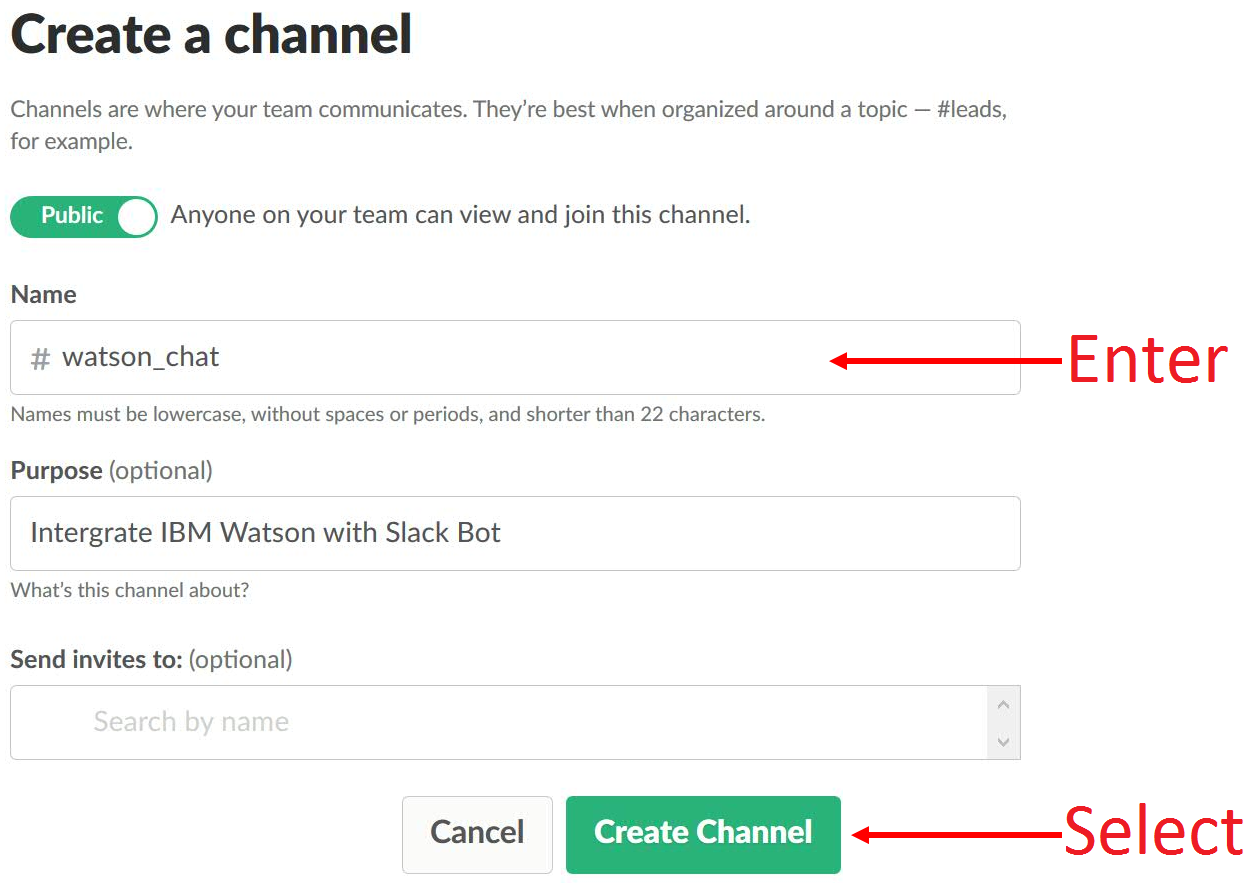 Create a channel
Channels are where your team communicates. They're best when organized around a topic — #leads,
for example.
Public Anyone on your team can view and join this channel.
Name
# watson_chat
Enter
Names must be lowercase, without spaces or periods, and shorter than 22 characters.
Purpose (optional)
Intergrate IBM Watson with Slack Bot
What's this channel about?
Send invites to: (optional)
Search by name
Cancel Create Channel
Select